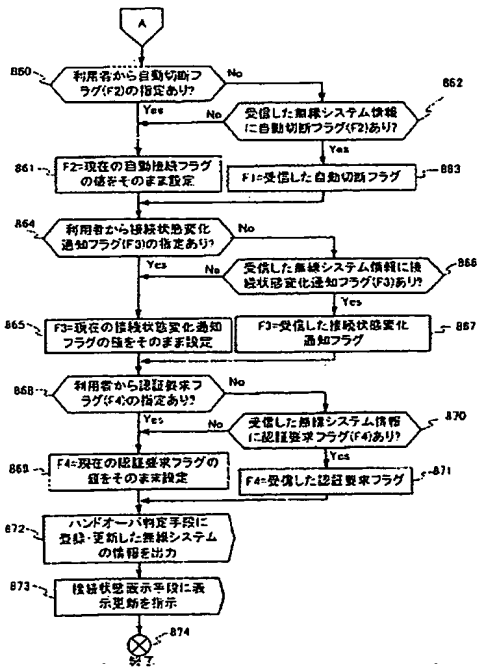 A
860
利用者から自動切断フ
ラグ(F2)の指定あり?
No
862
Yes
No
受信した無線システム情報
に自動切断フラグ(F2)あり?
Yes
861
F2=現在の自動接続フラグ
の値をそのまま設定
F1=受信した自動切断フラグ
863
864
利用者から接続状態変化
通知フラグ(F3)の指定あり?
No
866
Yes
No
受信した無線システム情報に接
続状態変化通知フラグ(F3)あり?
Yes
865
F3=現在の接続状態変化通知
フラグの値をそのまま設定
F3=受信した接続状態変化
通知フラグ
867
868
利用者から認証要求フ
ラグ(F4)の指定あり?
No
870
Yes
No
受信した無線システム情報
に認証要求フラグ(F4)あり?
Yes
869
F4=現在の認証要求フラグの
値をそのまま設定
F4=受信した認証要求フラグ
871
872
ハンドオーバ判定手段に
登録・更新した無線システム
の情報を出力
873
接続状態表示手段に表
示更新を指示
874
終了